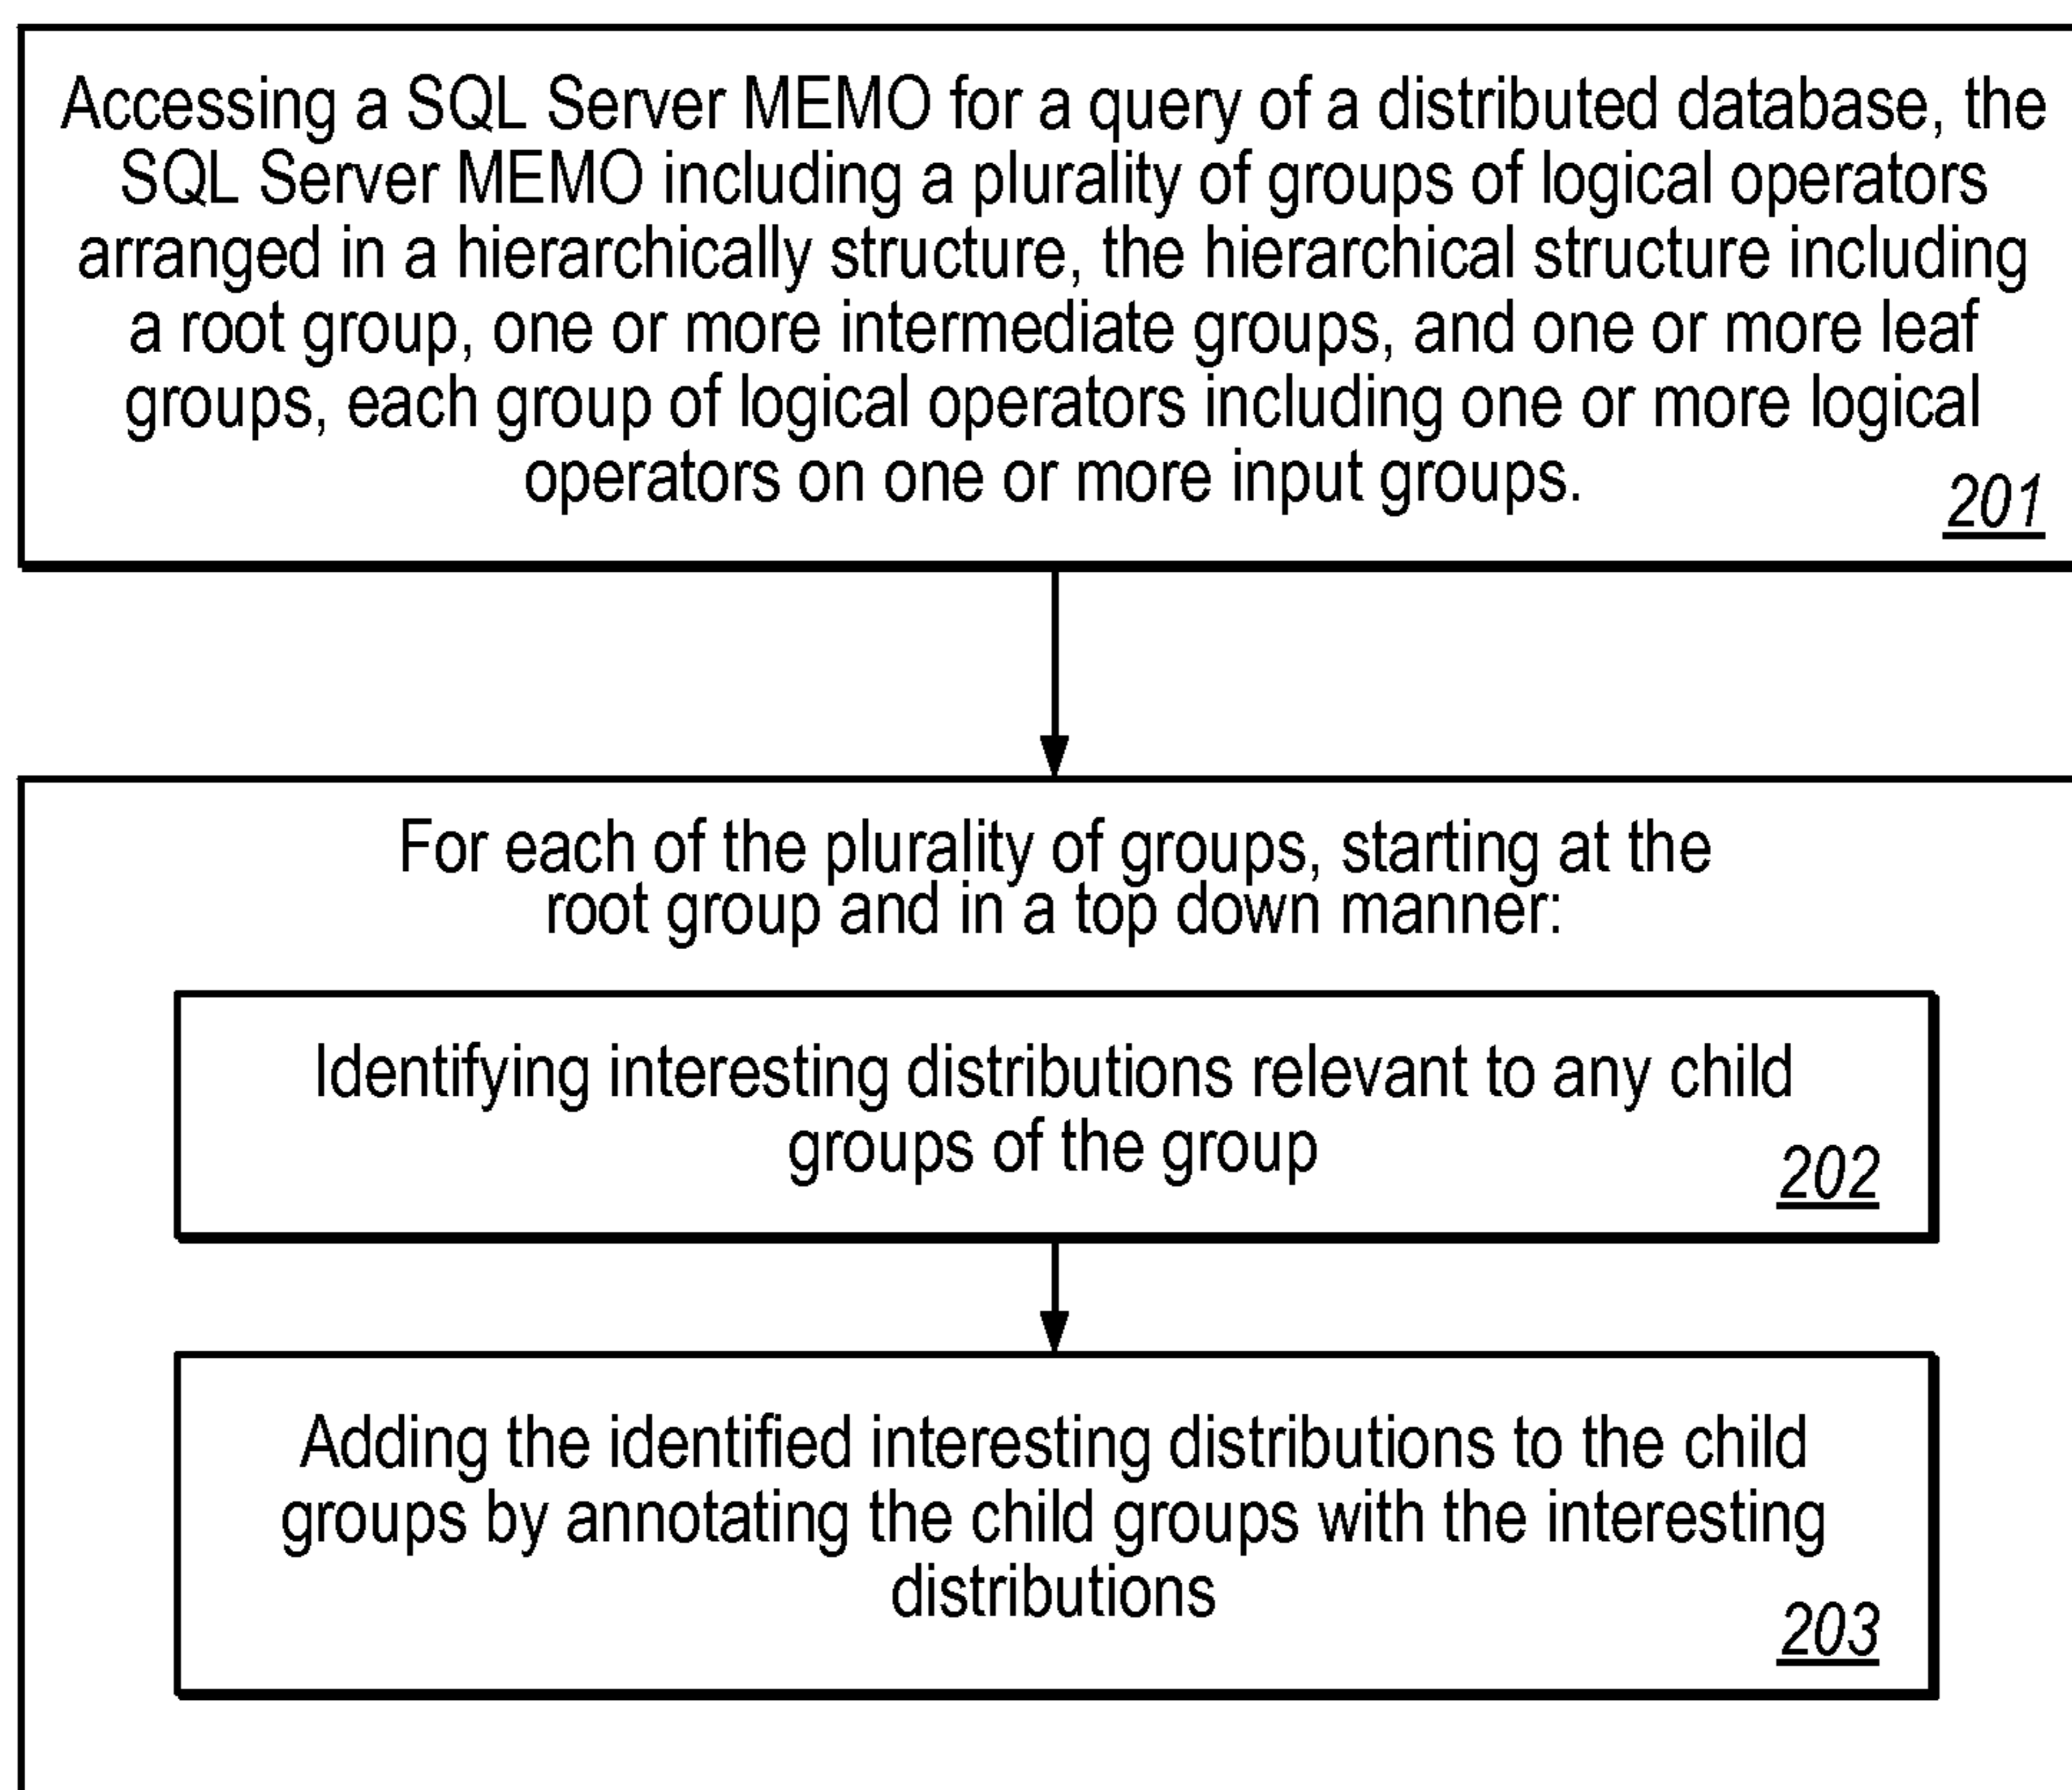 Accessing a SQL Server MEMO for a query of a distributed database, the
SQL Server MEMO including a plurality of groups of logical operators
arranged in a hierarchically structure, the hierarchical structure including
a root group, one or more intermediate groups, and one or more leaf
groups, each group of logical operators including one or more logical
operators on one or more input groups.
201
For each of the plurality of groups, starting at the
root group and in a top down manner:
Identifying interesting distributions relevant to any child
groups of the group
202
Adding the identified interesting distributions to the child
groups by annotating the child groups with the interesting
distributions
203